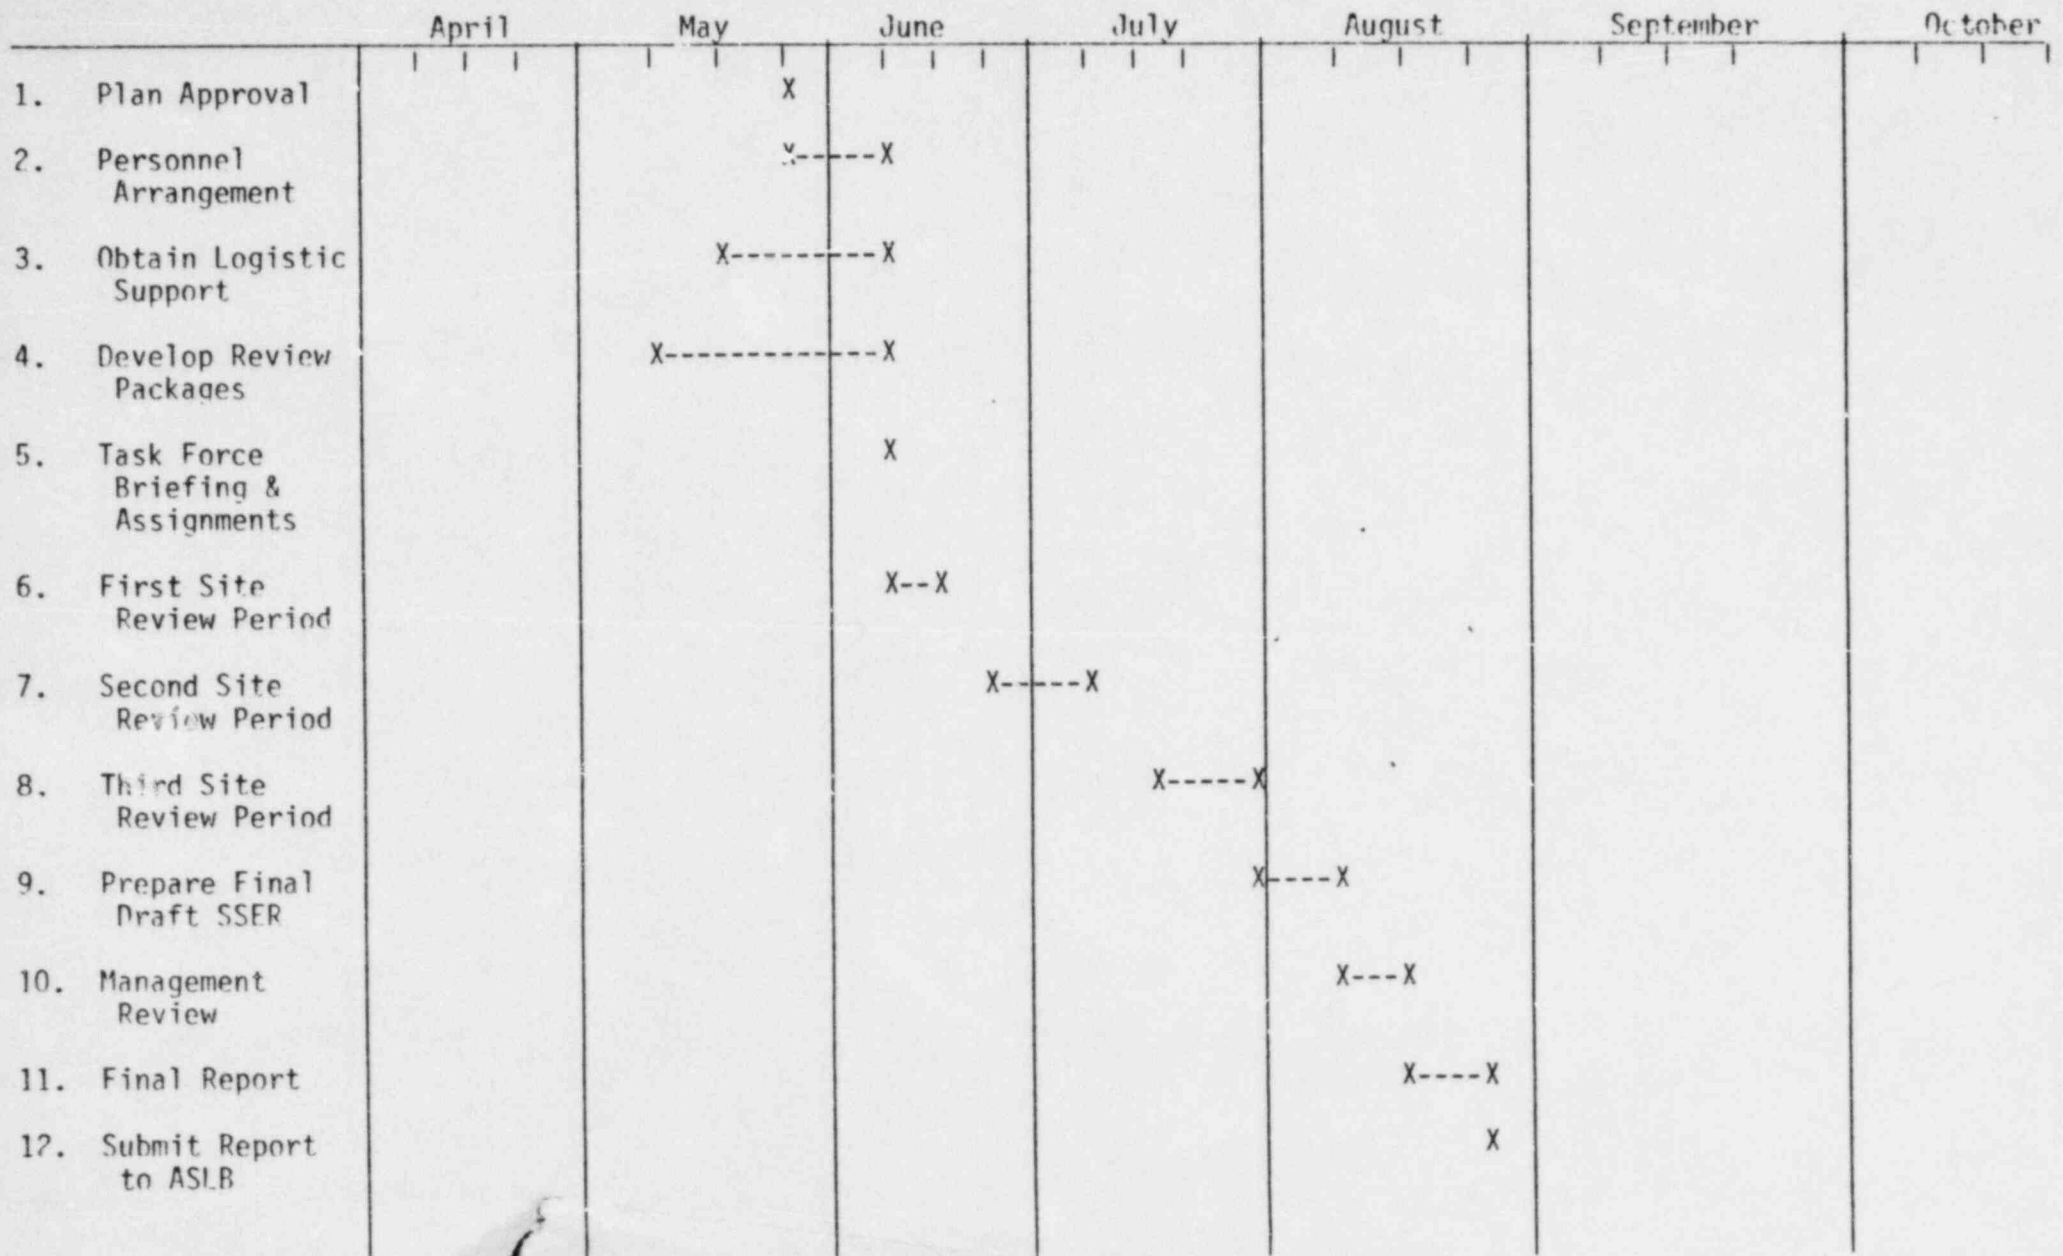 April May June July August September October
1. Plan Approval X
2. Personnel X-----X
Arrangement
3. Obtain Logistic X---------X
Support
4. Develop Review X-------------X
Packages
5. Task Force X
Briefing &
Assignments
6. First Site X--X
Review Period
7. Second Site X-----X
Review Period
8. Third Site X-----X
Review Period
9. Prepare Final X----X
Draft SSER
10. Management X---X
Review
11. Final Report X----X
12. Submit Report X
to ASLB